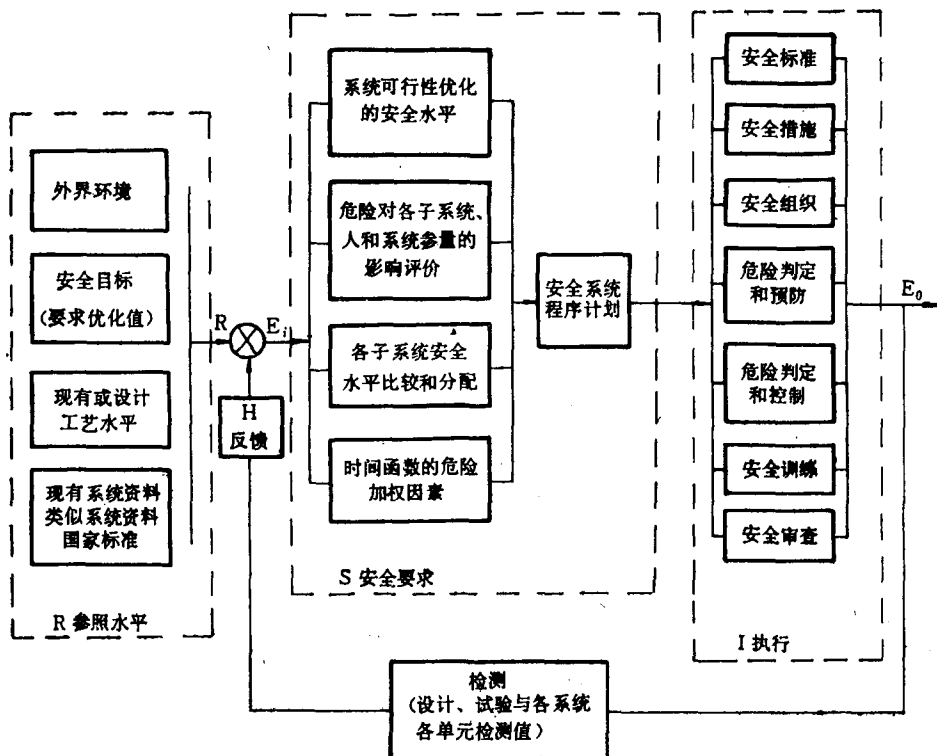 外界环境
安全目标
(要求优化值)
现有或设计
工艺水平
现有系统资料
类似系统资料
国家标准
R 参照水平
R
E_i
H
反馈
系统可行性优化
的安全水平
危险对各子系统、
人和系统参量的
影响评价
各子系统安全
水平比较和分配
时间函数的危险
加权因素
S 安全要求
安全系统
程序计划
安全标准
安全措施
安全组织
危险判定
和预防
危险判定
和控制
安全训练
安全审查
I 执行
E_0
检测
(设计、试验与各系统
各单元检测值)